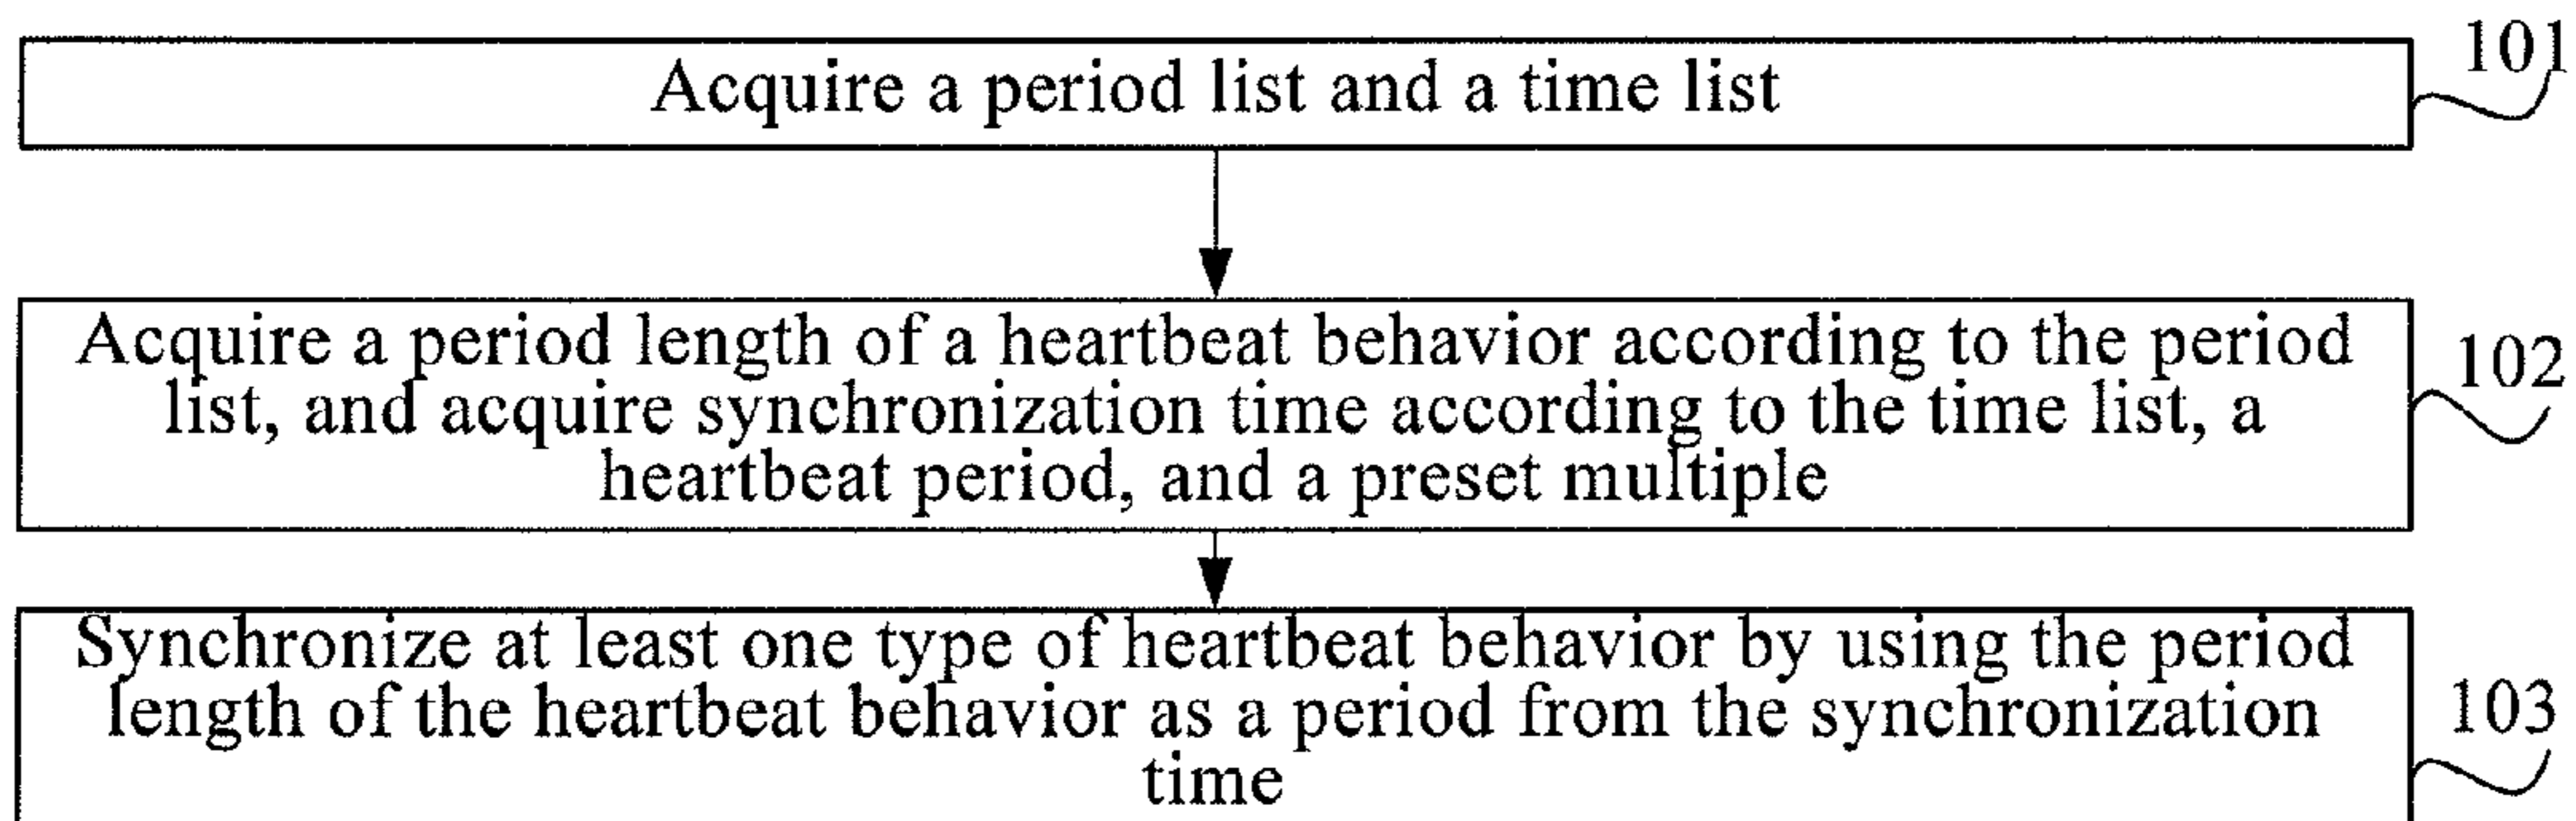 101
Acquire a period list and a time list
Acquire a period length of a heartbeat behavior according to the period
list, and acquire synchronization time according to the time list, a
heartbeat period, and a preset multiple
102
Synchronize at least one type of heartbeat behavior by using the period
length of the heartbeat behavior as a period from the synchronization
time
103